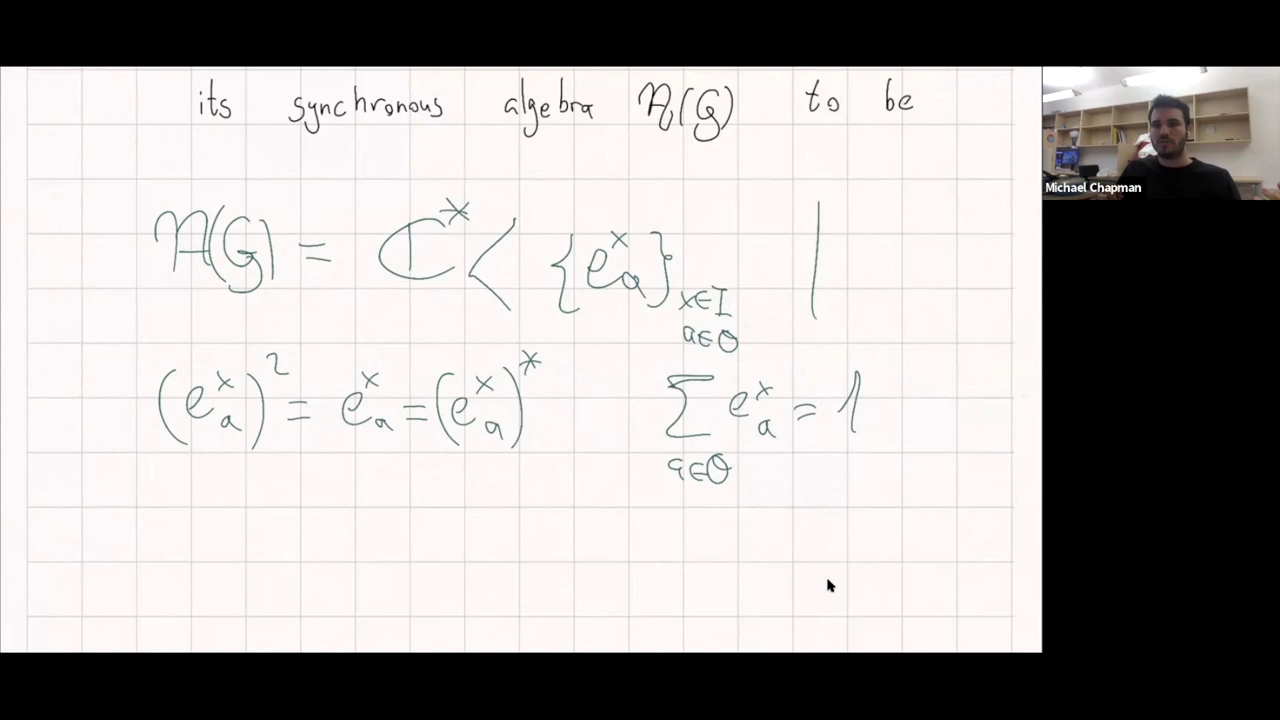 its synchronous algebra 𝒜(G) to be
𝒜(G) = ℂ* < {e^x_a}_{x∈I a∈O} |
(e^x_a)^2 = e^x_a = (e^x_a)^* ∑_{a∈O} e^x_a = 1
Michael Chapman